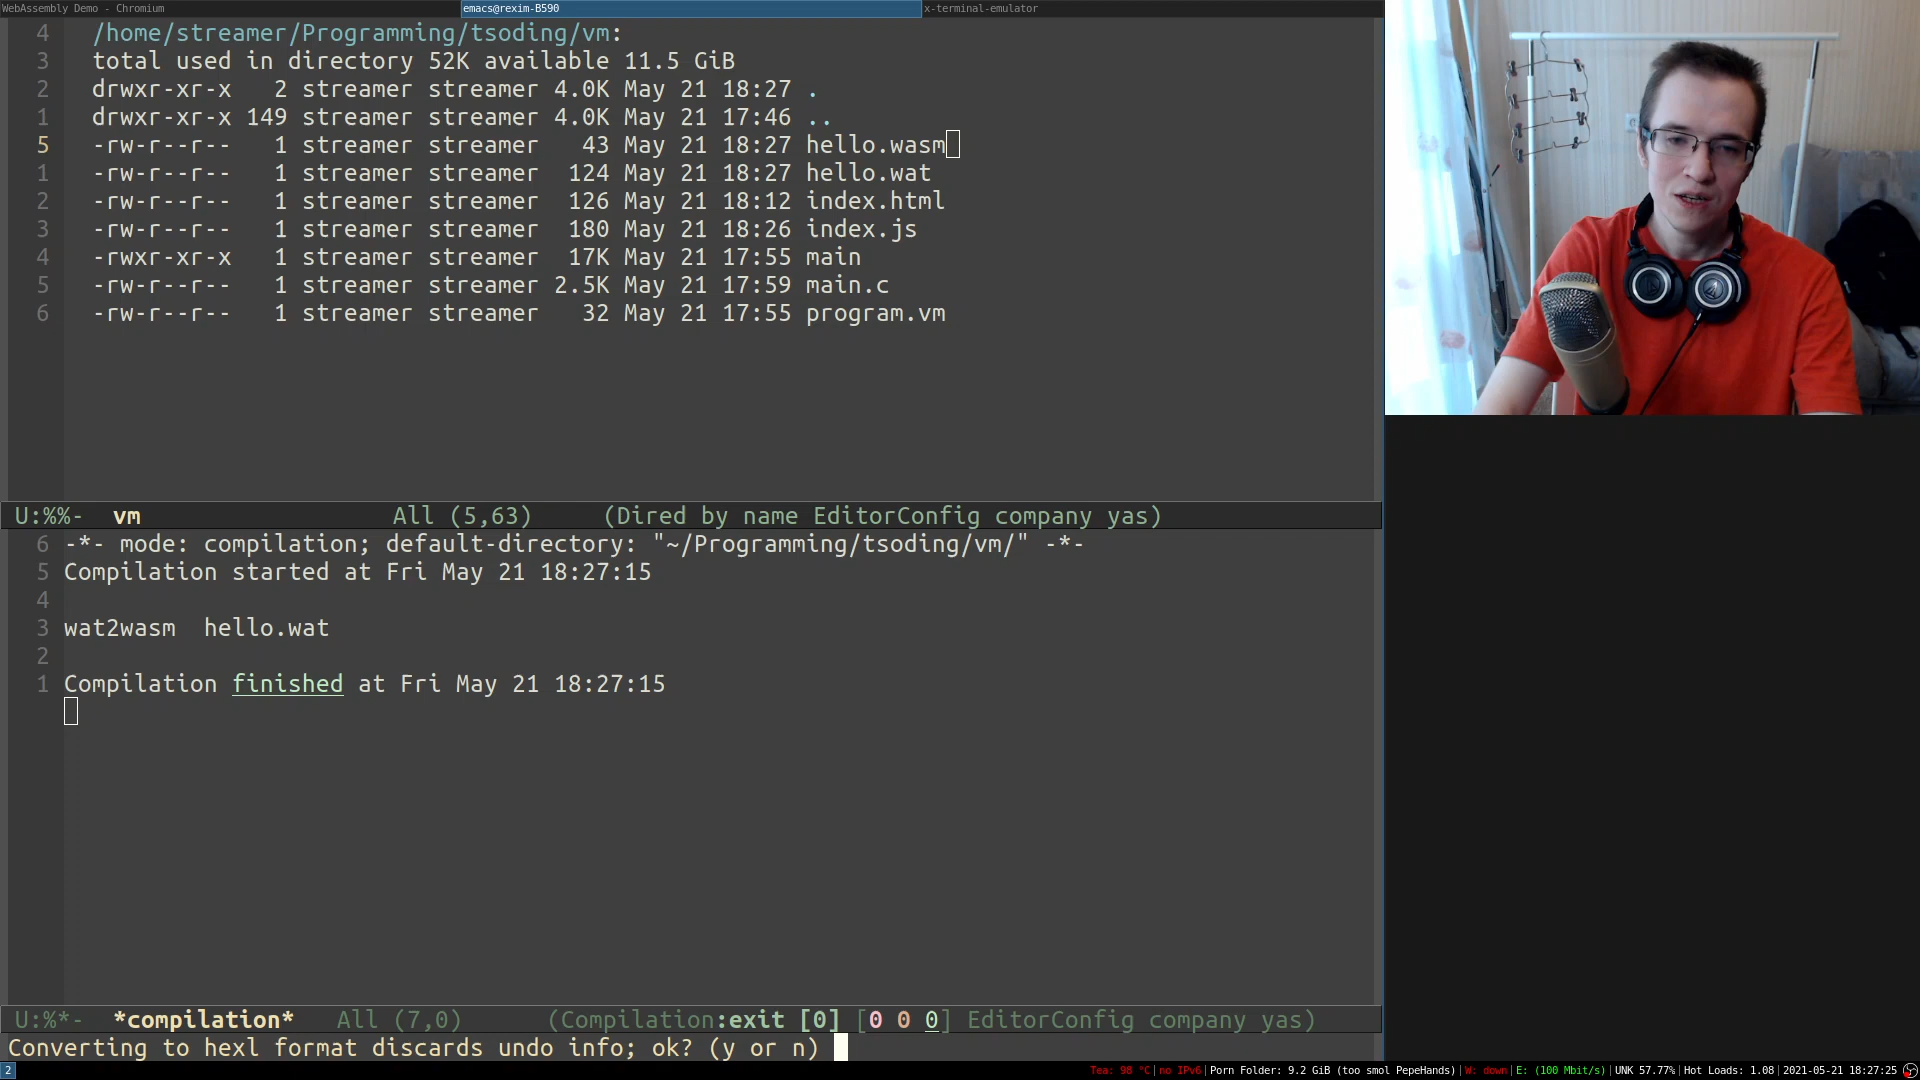 WebAssembly Demo - Chromium
emacs@rexim-B590
x-terminal-emulator
4 /home/streamer/Programming/tsoding/vm:
3 total used in directory 52K available 11.5 GiB
2 drwxr-xr-x 2 streamer streamer 4.0K May 21 18:27 .
1 drwxr-xr-x 149 streamer streamer 4.0K May 21 17:46 ..
5 -rw-r--r-- 1 streamer streamer 43 May 21 18:27 hello.wasm
1 -rw-r--r-- 1 streamer streamer 124 May 21 18:27 hello.wat
2 -rw-r--r-- 1 streamer streamer 126 May 21 18:12 index.html
3 -rw-r--r-- 1 streamer streamer 180 May 21 18:26 index.js
4 -rwxr-xr-x 1 streamer streamer 17K May 21 17:55 main
5 -rw-r--r-- 1 streamer streamer 2.5K May 21 17:59 main.c
6 -rw-r--r-- 1 streamer streamer 32 May 21 17:55 program.vm
U:%%- vm All (5,63) (Dired by name EditorConfig company yas)
6 -*- mode: compilation; default-directory: "~/Programming/tsoding/vm/" -*-
5 Compilation started at Fri May 21 18:27:15
4
3 wat2wasm  hello.wat
2
1 Compilation finished at Fri May 21 18:27:15
U:%*- *compilation* All (7,0) (Compilation:exit [0] [0 0 0] EditorConfig company yas)
Converting to hexl format discards undo info; ok? (y or n)
2
Tea: 98 °C|no IPv6|Porn Folder: 9.2 GiB (too smol PepeHands)|W: down|E: (100 Mbit/s)|UNK 57.77%|Hot Loads: 1.08|2021-05-21 18:27:25